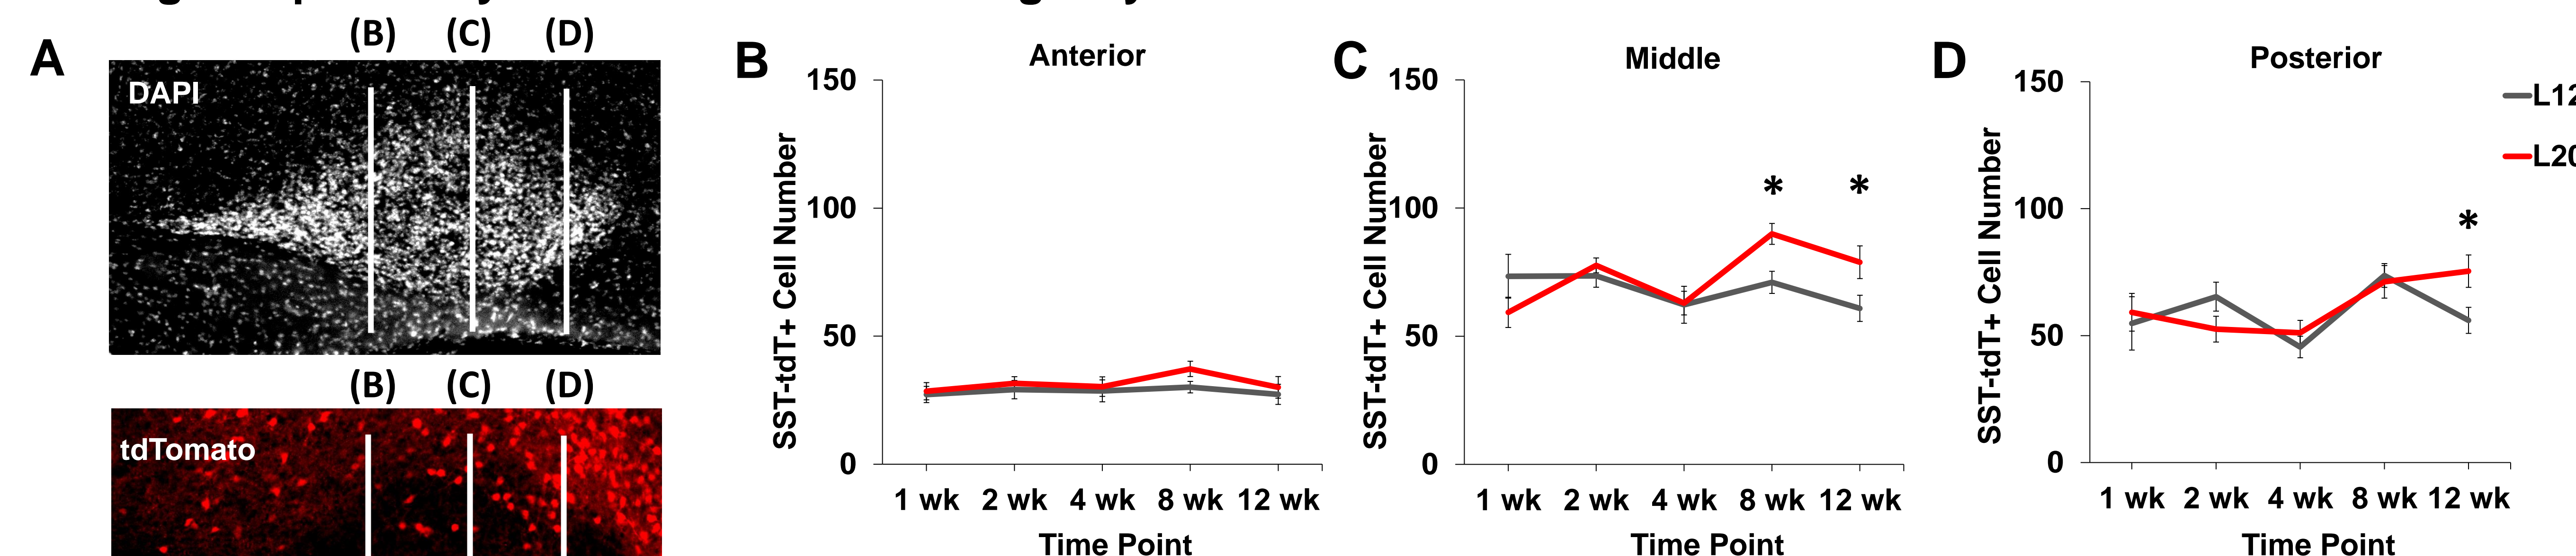 A
(B) (C) (D)
DAPI
(B) (C) (D)
tdTomato
B
Anterior
SST-tdT+ Cell Number
150
100
50
0
1 wk 2 wk 4 wk 8 wk 12 wk
Time Point
C
Middle
SST-tdT+ Cell Number
150
100
50
0
*
*
1 wk 2 wk 4 wk 8 wk 12 wk
Time Point
D
Posterior
SST-tdT+ Cell Number
150
100
50
0
*
1 wk 2 wk 4 wk 8 wk 12 wk
Time Point
L12
L20